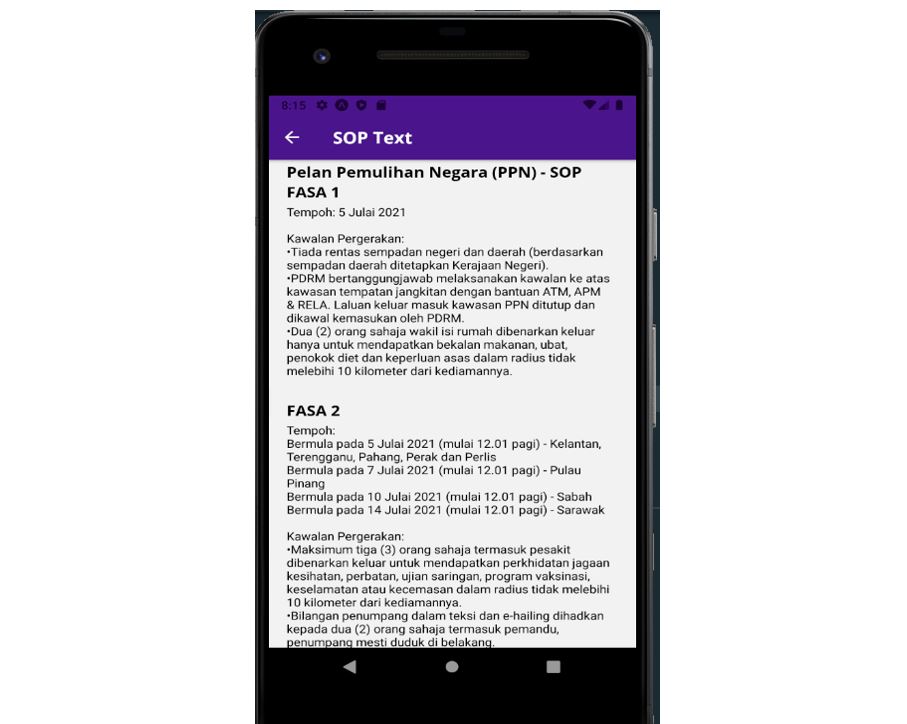 8:15
SOP Text
Pelan Pemulihan Negara (PPN) - SOP
FASA 1
Tempoh: 5 Julai 2021
Kawalan Pergerakan:
•Tiada rentas sempadan negeri dan daerah (berdasarkan
sempadan daerah ditetapkan Kerajaan Negeri).
•PDRM bertanggungjawab melaksanakan kawalan ke atas
kawasan tempatan jangkitan dengan bantuan ATM, APM
& RELA. Laluan keluar masuk kawasan PPN ditutup dan
dikawal kemasukan oleh PDRM.
•Dua (2) orang sahaja wakil isi rumah dibenarkan keluar
hanya untuk mendapatkan bekalan makanan, ubat,
penokok diet dan keperluan asas dalam radius tidak
melebihi 10 kilometer dari kediamannya.
FASA 2
Tempoh:
Bermula pada 5 Julai 2021 (mulai 12.01 pagi) - Kelantan,
Terengganu, Pahang, Perak dan Perlis
Bermula pada 7 Julai 2021 (mulai 12.01 pagi) - Pulau
Pinang
Bermula pada 10 Julai 2021 (mulai 12.01 pagi) - Sabah
Bermula pada 14 Julai 2021 (mulai 12.01 pagi) - Sarawak
Kawalan Pergerakan:
•Maksimum tiga (3) orang sahaja termasuk pesakit
dibenarkan keluar untuk mendapatkan perkhidatan jagaan
kesihatan, perbatan, ujian saringan, program vaksinasi,
keselamatan atau kecemasan dalam radius tidak melebihi
10 kilometer dari kediamannya.
•Bilangan penumpang dalam teksi dan e-hailing dihadkan
kepada dua (2) orang sahaja termasuk pemandu,
penumpang mesti duduk di belakang.